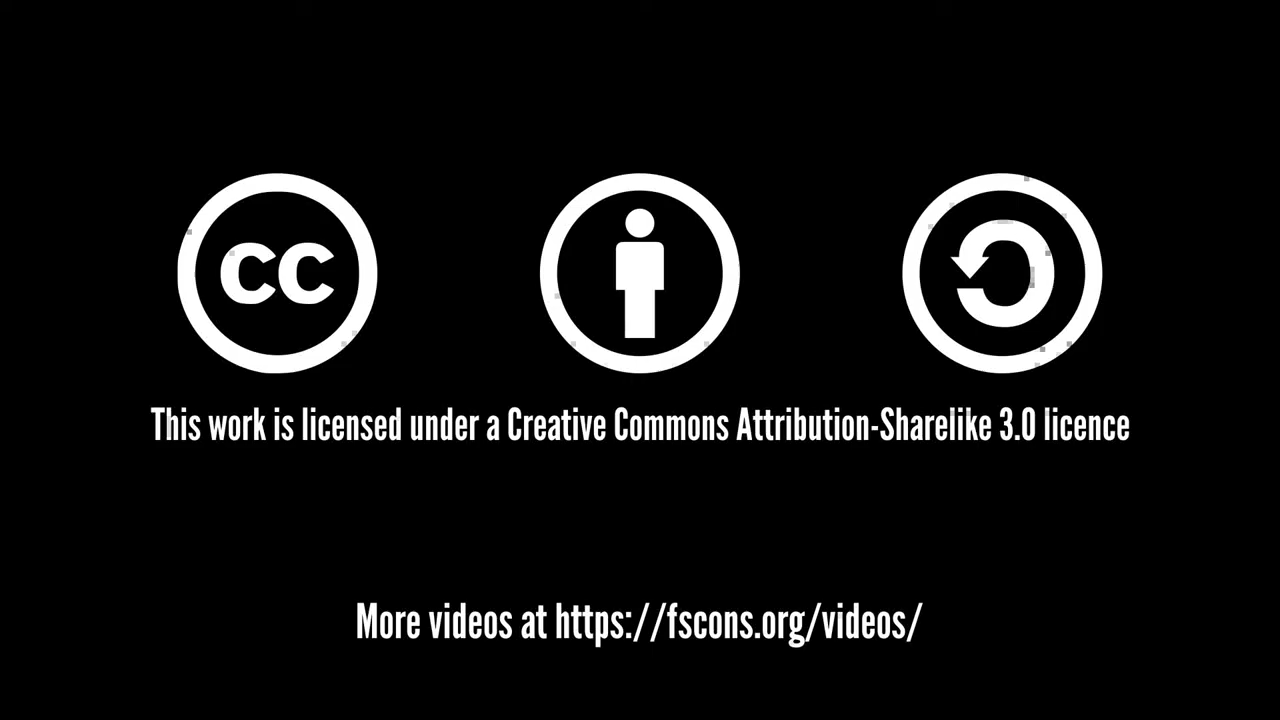 cc
This work is licensed under a Creative Commons Attribution-Sharelike 3.0 licence
More videos at https://fscons.org/videos/